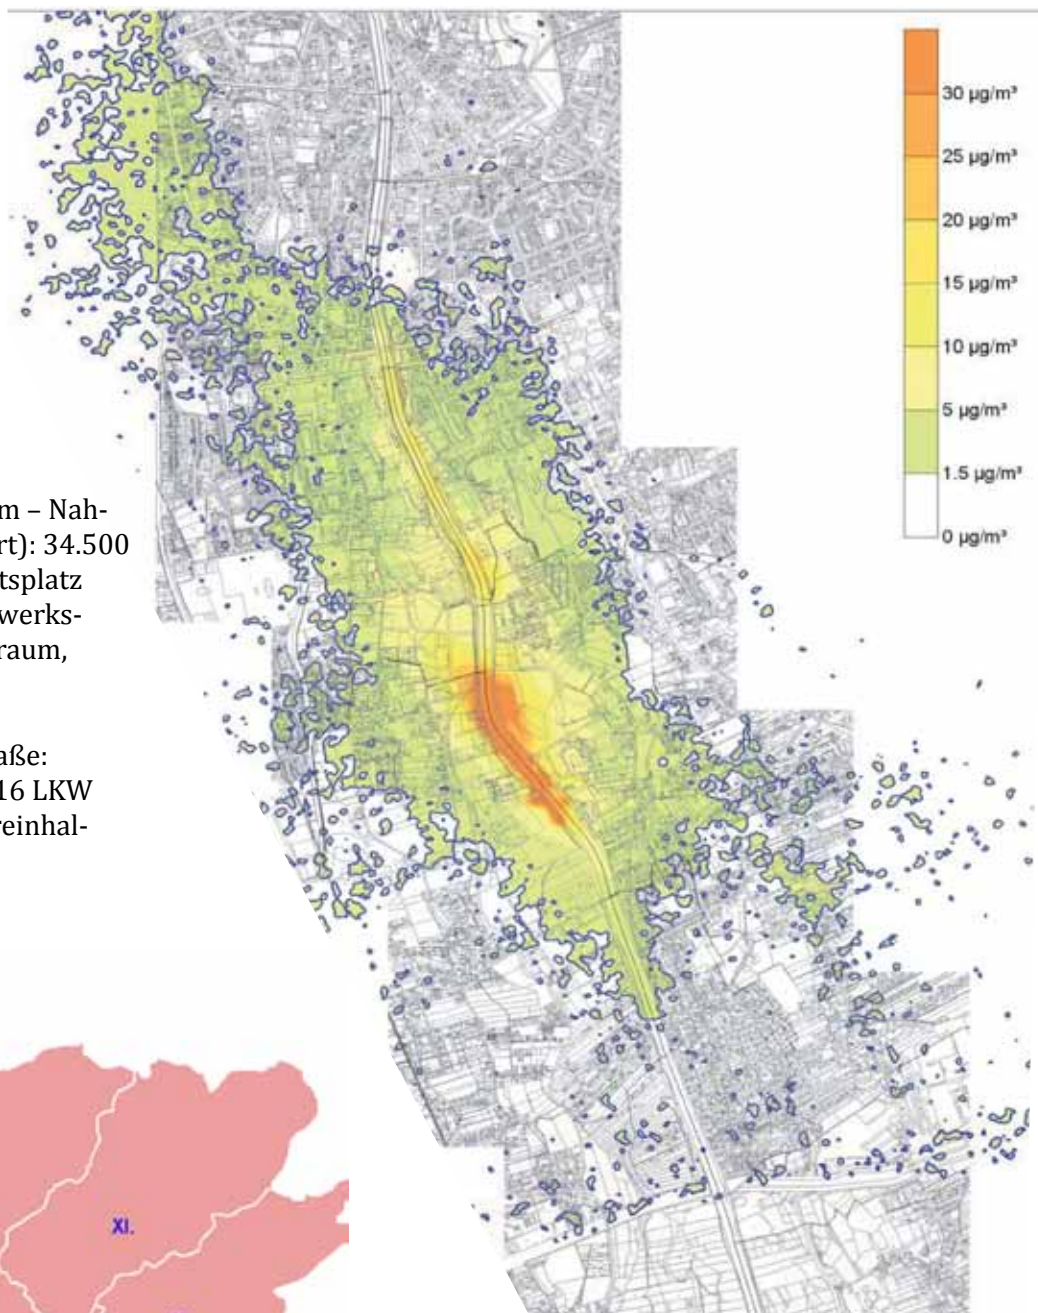 30 µg/m³
25 µg/m³
20 µg/m³
15 µg/m³
10 µg/m³
5 µg/m³
1.5 µg/m³
0 µg/m³
m – Nah-
rt): 34.500
tsplatz
werks-
raum,
aße:
16 LKW
reinhal-
XI.